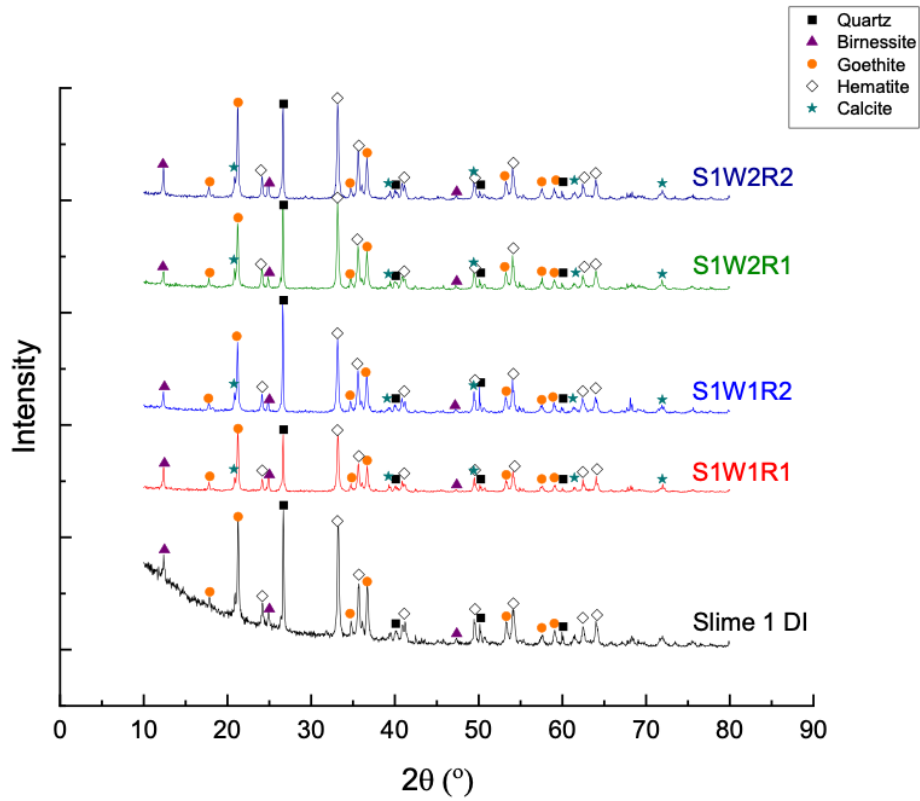 Quartz
Birnessite
Goethite
Hematite
Calcite
S1W2R2
S1W2R1
S1W1R2
S1W1R1
Slime 1 DI
Intensity
0 10 20 30 40 50 60 70 80 90
2θ (°)